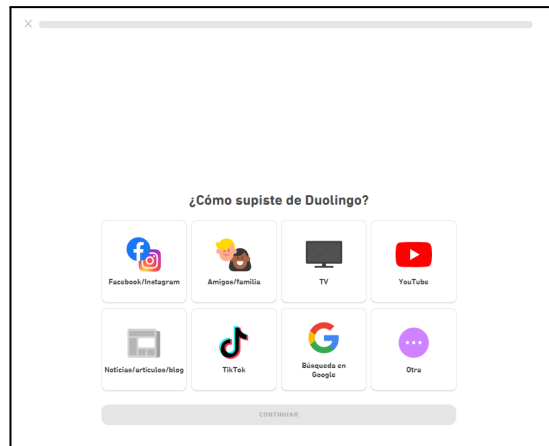 ¿Cómo supiste de Duolingo?
Facebook/Instagram
Amigos/familia
TV
YouTube
Noticias/artículos/blog
TikTok
Búsqueda en
Google
Otra
CONTINUAR